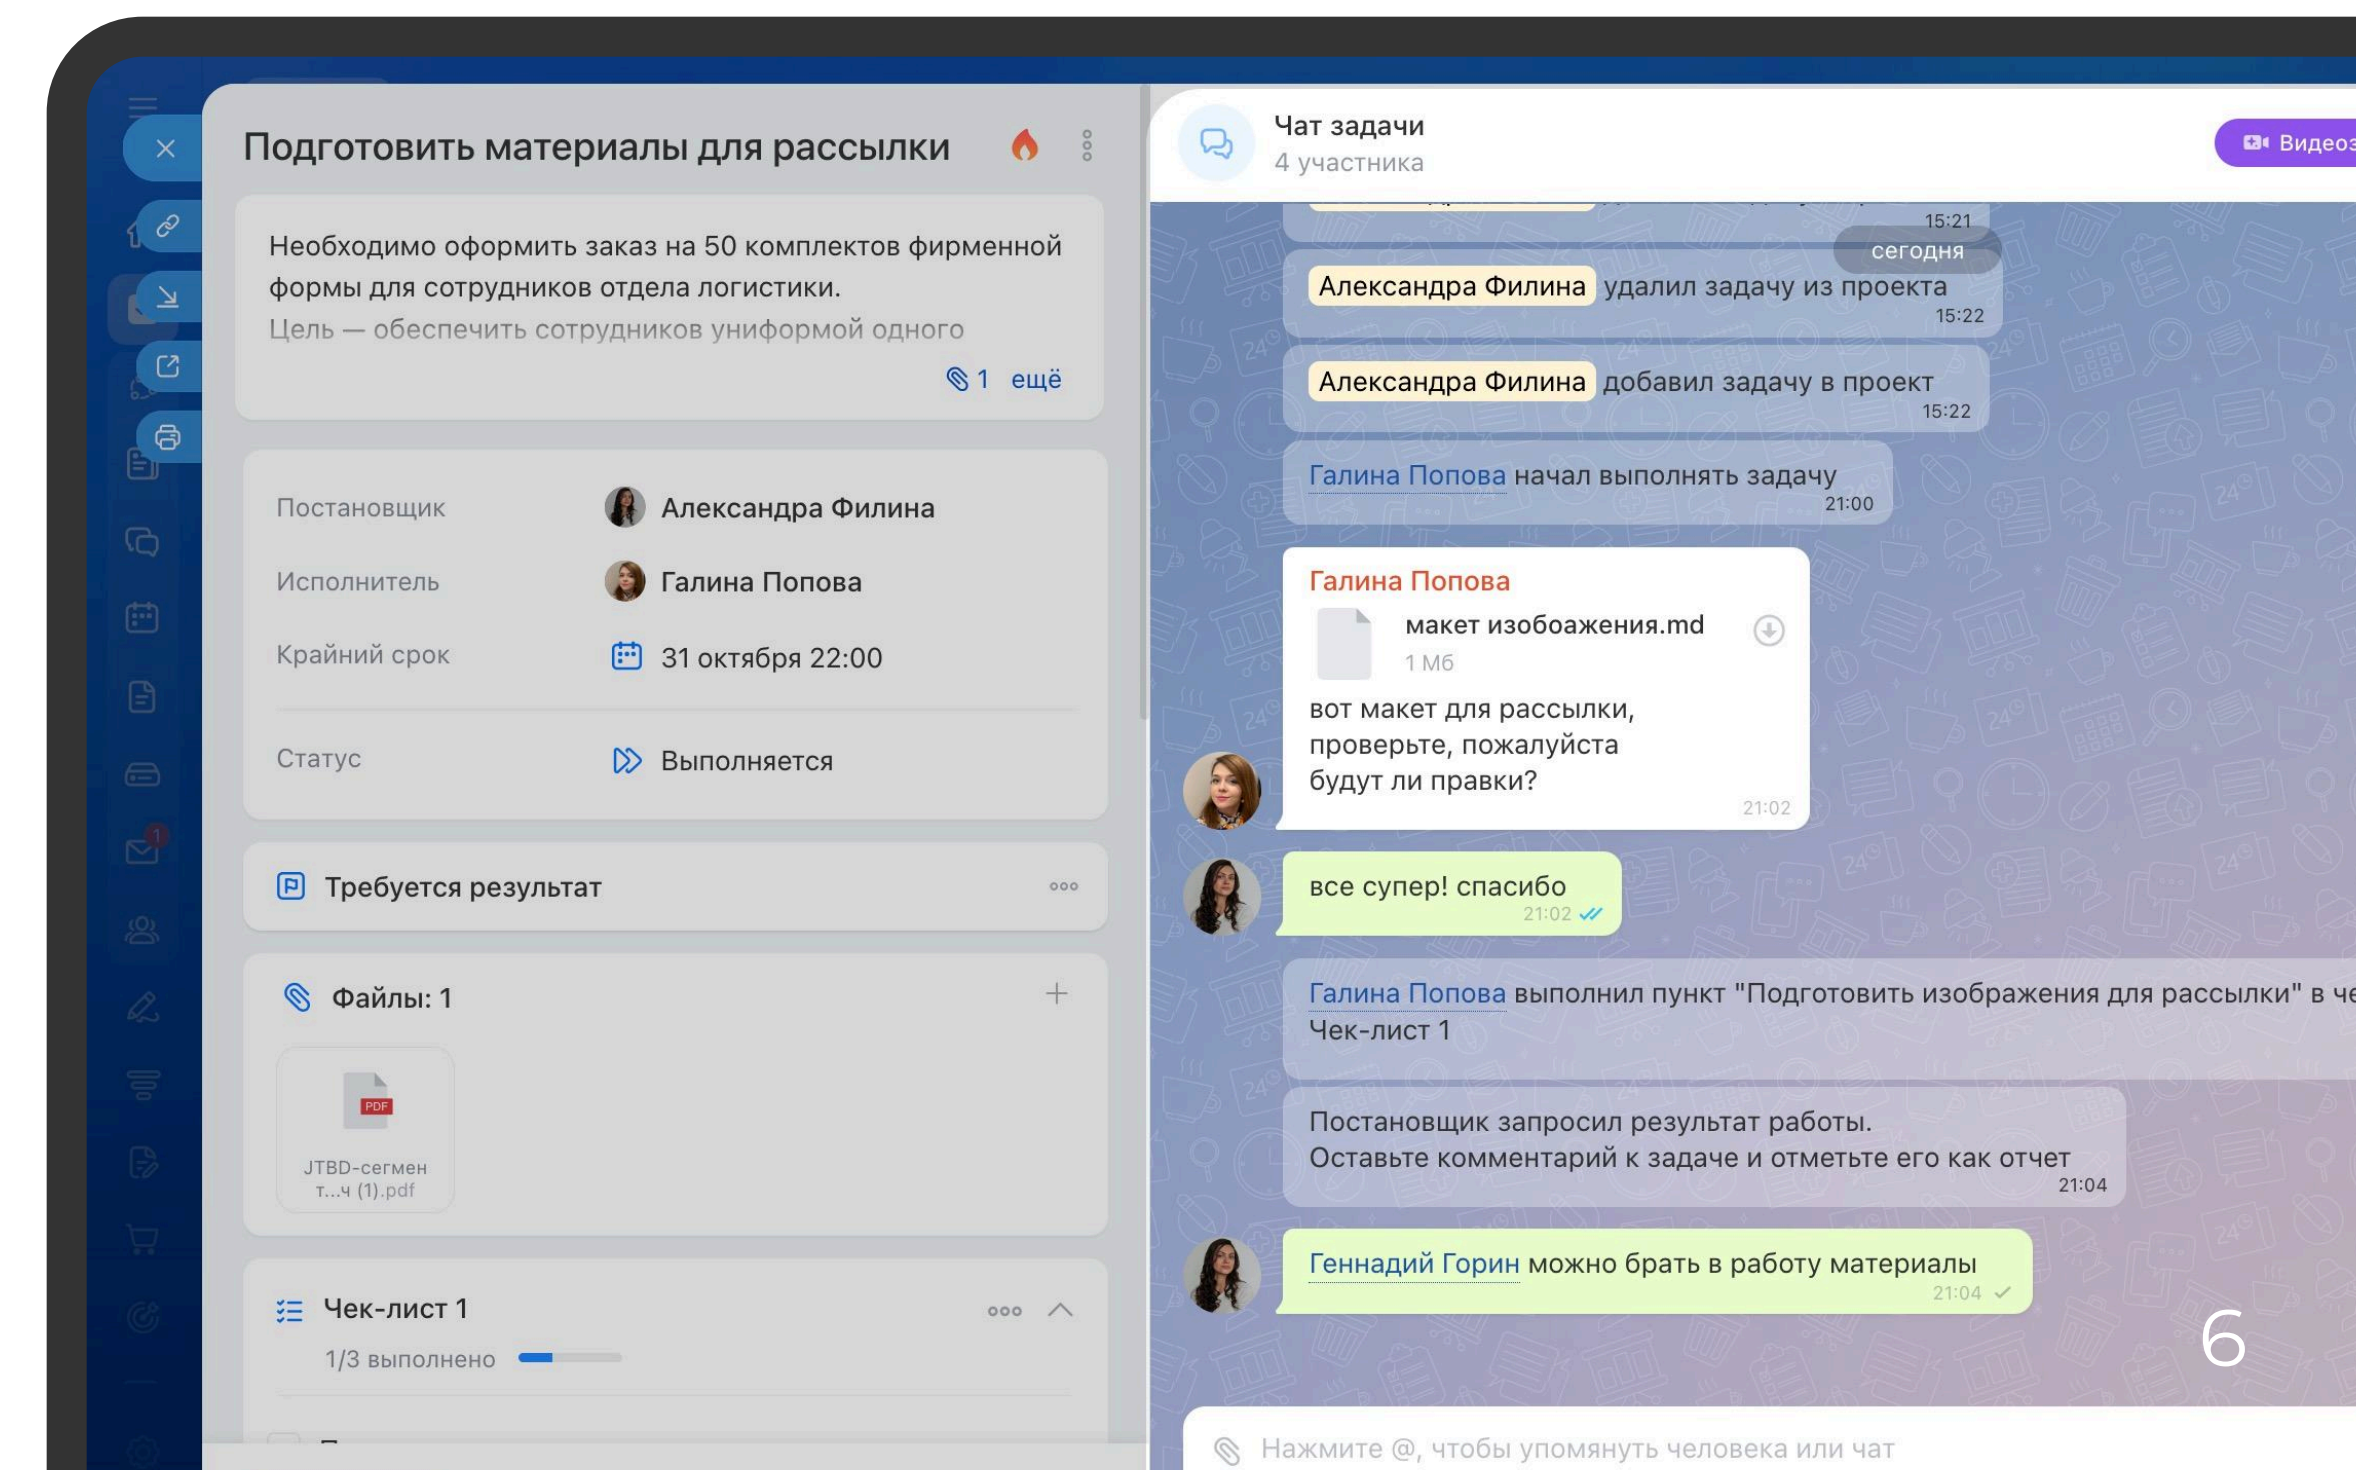 Подготовить материалы для рассылки
Необходимо оформить заказ на 50 комплектов фирменной
формы для сотрудников отдела логистики.
Цель — обеспечить сотрудников униформой одного
1 ещё
Постановщик Александра Филина
Исполнитель Галина Попова
Крайний срок 31 октября 22:00
Статус Выполняется
Требуется результат
Файлы: 1
PDF
JTBD-сегмен
т...ч (1).pdf
Чек-лист 1
1/3 выполнено
1
Чат задачи
4 участника
15:21
сегодня
Александра Филина удалил задачу из проекта
15:22
Александра Филина добавил задачу в проект
15:22
Галина Попова начал выполнять задачу
21:00
Галина Попова
макет изобоажения.md
1 Мб
вот макет для рассылки,
проверьте, пожалуйста
будут ли правки?
21:02
все супер! спасибо
21:02
Галина Попова выполнил пункт "Подготовить изображения для рассылки" в
Чек-лист 1
Постановщик запросил результат работы.
Оставьте комментарий к задаче и отметьте его как отчет
21:04
Геннадий Горин можно брать в работу материалы
21:04
6
Нажмите @, чтобы упомянуть человека или чат